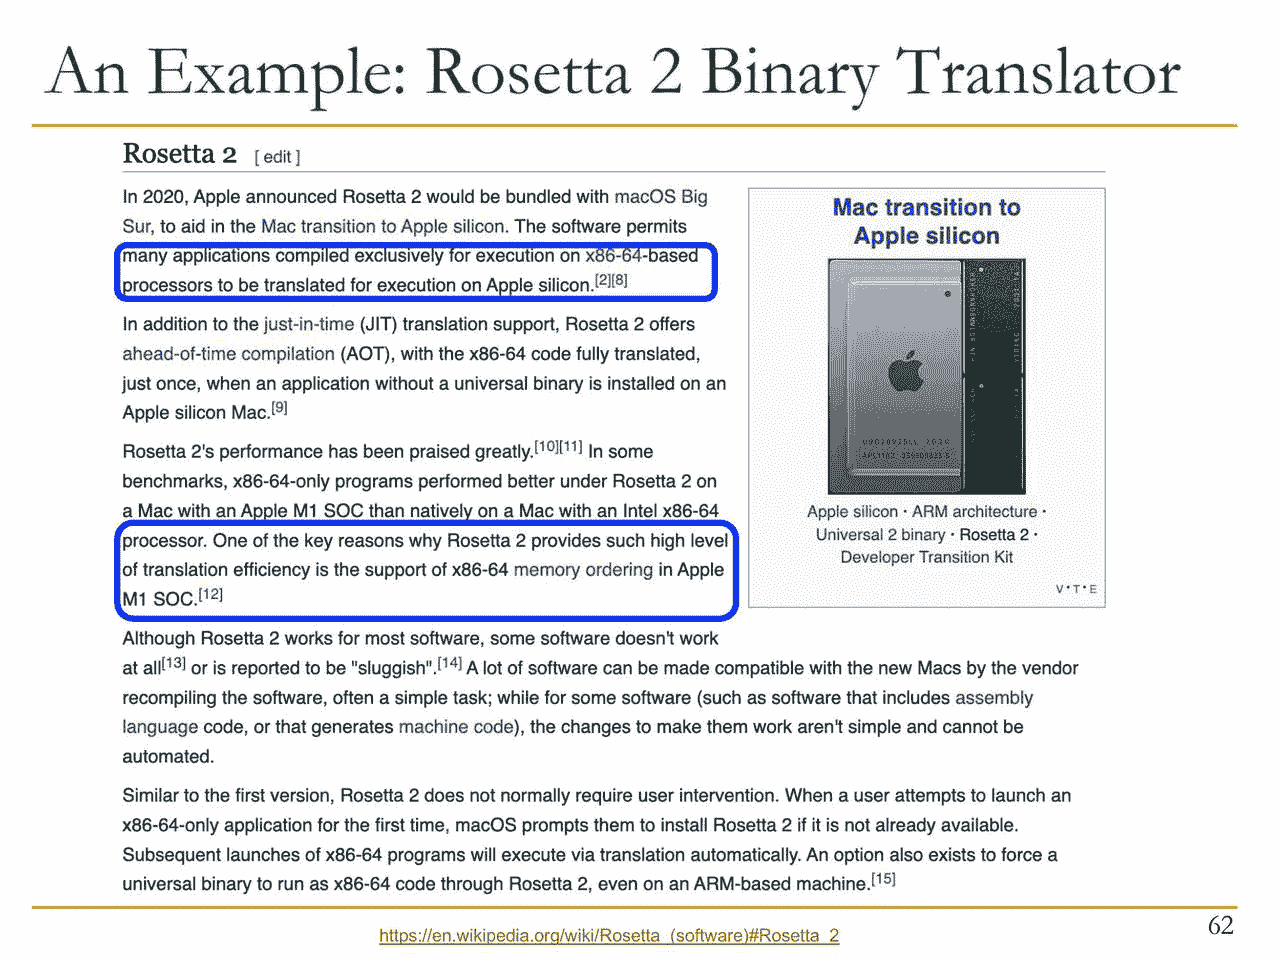 An Example: Rosetta 2 Binary Translator
Rosetta 2 [ edit ]
In 2020, Apple announced Rosetta 2 would be bundled with macOS Big
Sur, to aid in the Mac transition to Apple silicon. The software permits
many applications compiled exclusively for execution on x86-64-based
processors to be translated for execution on Apple silicon.[2][8]
In addition to the just-in-time (JIT) translation support, Rosetta 2 offers
ahead-of-time compilation (AOT), with the x86-64 code fully translated,
just once, when an application without a universal binary is installed on an
Apple silicon Mac.[9]
Rosetta 2's performance has been praised greatly.[10][11] In some
benchmarks, x86-64-only programs performed better under Rosetta 2 on
a Mac with an Apple M1 SOC than natively on a Mac with an Intel x86-64
processor. One of the key reasons why Rosetta 2 provides such high level
of translation efficiency is the support of x86-64 memory ordering in Apple
M1 SOC.[12]
Mac transition to
Apple silicon
Apple silicon • ARM architecture •
Universal 2 binary • Rosetta 2 •
Developer Transition Kit
V • T • E
Although Rosetta 2 works for most software, some software doesn't work
at all[13] or is reported to be "sluggish".[14] A lot of software can be made compatible with the new Macs by the vendor
recompiling the software, often a simple task; while for some software (such as software that includes assembly
language code, or that generates machine code), the changes to make them work aren't simple and cannot be
automated.
Similar to the first version, Rosetta 2 does not normally require user intervention. When a user attempts to launch an
x86-64-only application for the first time, macOS prompts them to install Rosetta 2 if it is not already available.
Subsequent launches of x86-64 programs will execute via translation automatically. An option also exists to force a
universal binary to run as x86-64 code through Rosetta 2, even on an ARM-based machine.[15]
https://en.wikipedia.org/wiki/Rosetta_(software)#Rosetta_2
62